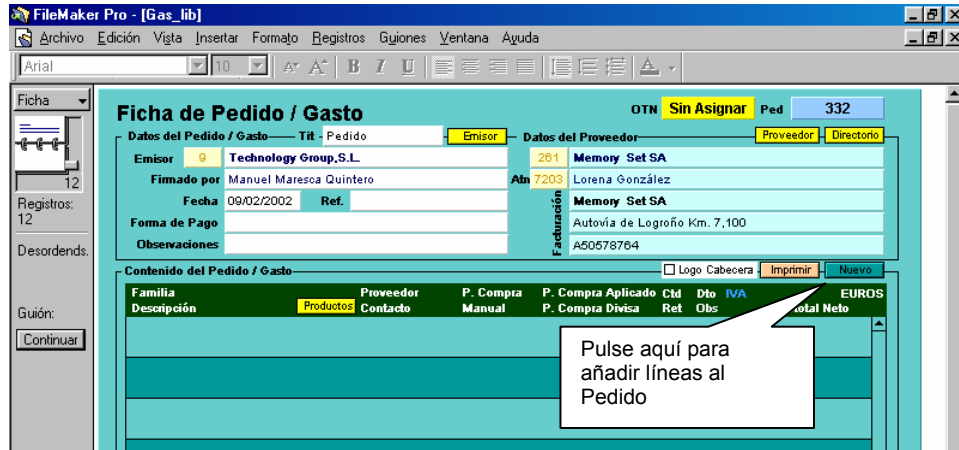 FileMaker Pro - [Gas_lib]
Archivo Edición Vista Insertar Formato Registros Guiones Ventana Ayuda
Arial 10 B I U A
Ficha
12
Registros:
12
Desordends.
Guión:
Continuar
Ficha de Pedido / Gasto
OTN Sin Asignar Ped 332
Datos del Pedido / Gasto Tit - Pedido Emisor
Datos del Proveedor Proveedor Directorio
Emisor 9 Technology Group,S.L.
261 Memory Set SA
Firmado por Manuel Maresca Quintero
Atn 7203 Lorena González
Fecha 09/02/2002 Ref.
Forma de Pago
Observaciones
Facturación
Memory Set SA
Autovía de Logroño Km. 7,100
A50578764
Contenido del Pedido / Gasto
Logo Cabecera Imprimir Nuevo
Familia Proveedor P. Compra P. Compra Aplicado Ctd Dto IVA EUROS
Descripción Productos Contacto Manual P. Compra Divisa Ret Obs Neto
Pulse aquí para
añadir líneas al
Pedido